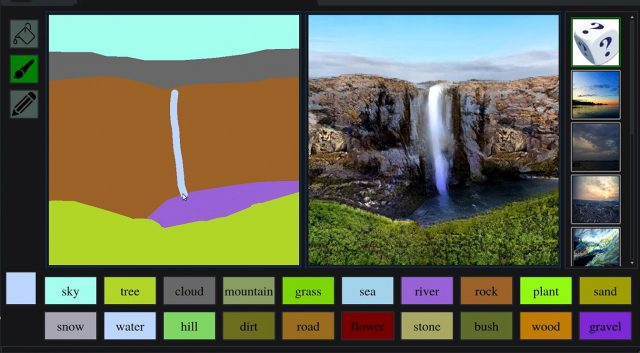 sky tree cloud mountain grass sea river rock plant sand
snow water hill dirt road flower stone bush wood gravel